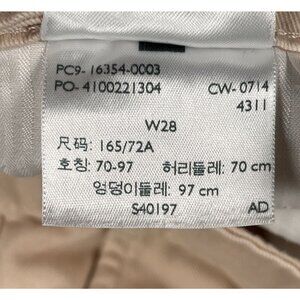 PC9- 16354-0003
PO- 4100221304 CW- 0714
4311
W28
尺码: 165/72A
호칭: 70-97 허리둘레: 70 cm
엉덩이둘레: 97 cm
S40197 AD